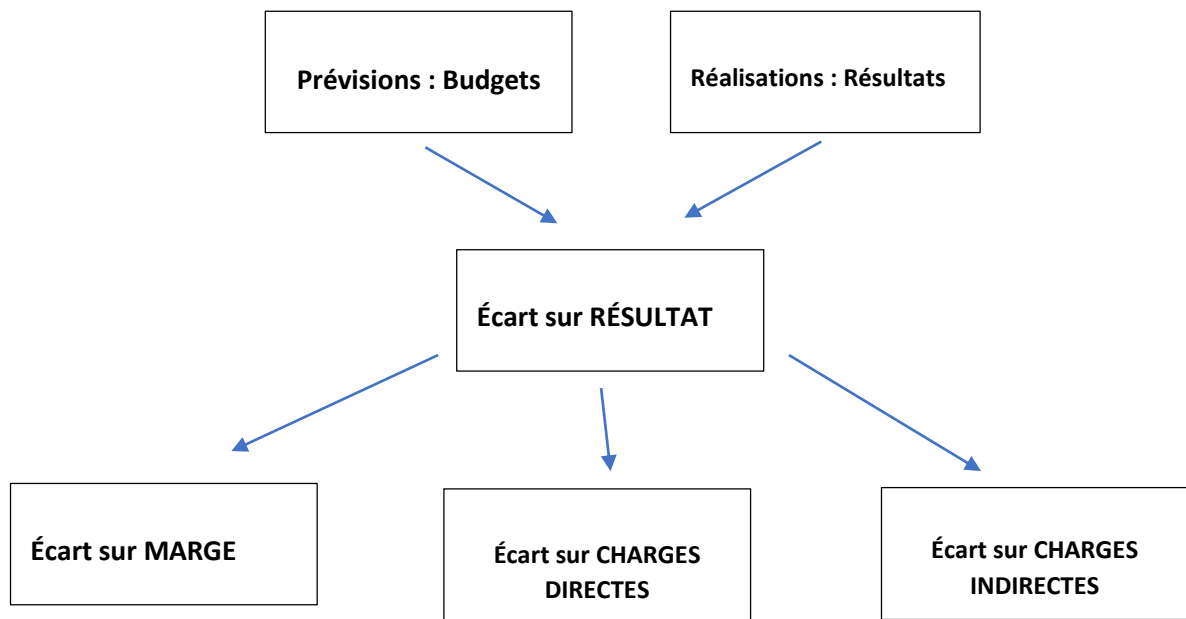 Prévisions : Budgets
Réalisations : Résultats
Écart sur RÉSULTAT
Écart sur MARGE
Écart sur CHARGES
DIRECTES
Écart sur CHARGES
INDIRECTES